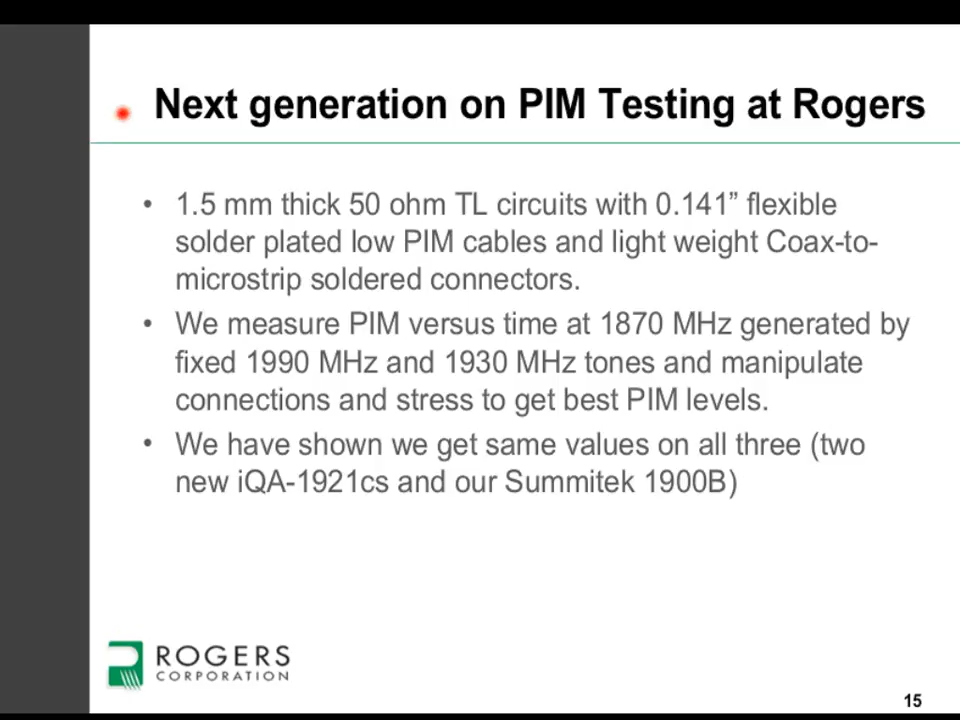 Next generation on PIM Testing at Rogers
• 1.5 mm thick 50 ohm TL circuits with 0.141” flexible
solder plated low PIM cables and light weight Coax-to-
microstrip soldered connectors.
• We measure PIM versus time at 1870 MHz generated by
fixed 1990 MHz and 1930 MHz tones and manipulate
connections and stress to get best PIM levels.
• We have shown we get same values on all three (two
new iQA-1921cs and our Summitek 1900B)
ROGERS
CORPORATION
15